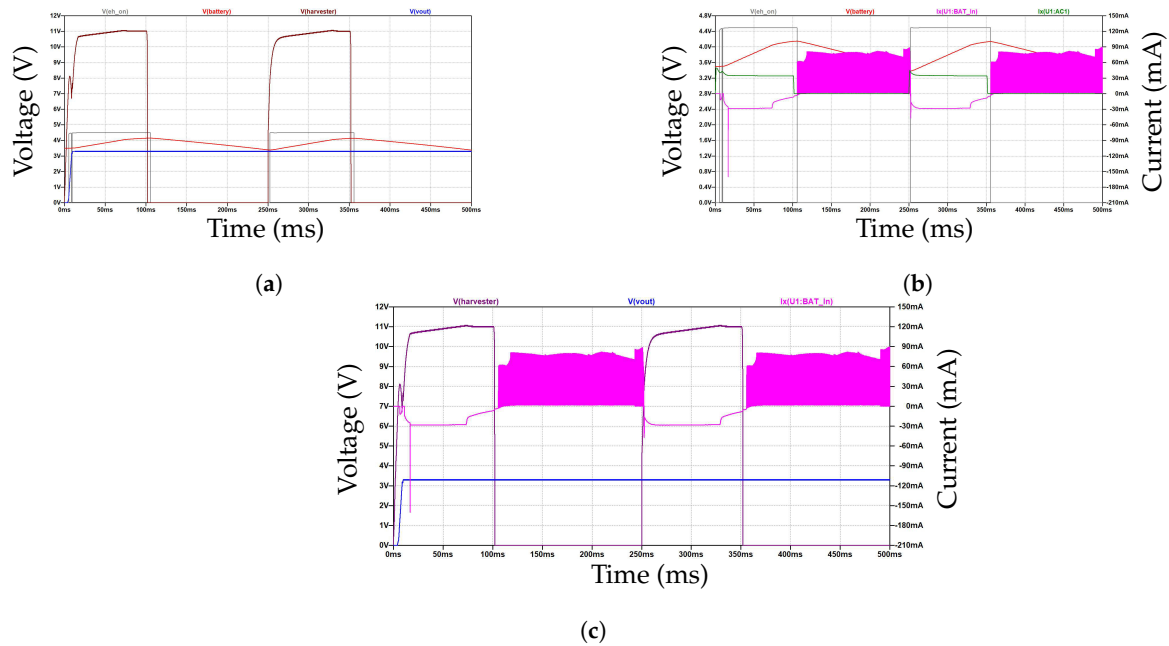 V(eh_on) V(battery) V(harvester) V(vout)
12V
11V
10V
9V
8V
7V
6V
5V
4V
3V
2V
1V
0V
Voltage (V)
0ms 50ms 100ms 150ms 200ms 250ms 300ms 350ms 400ms 450ms 500ms
Time (ms)
(a)
V(eh_on) V(battery) Ix(U1:BAT_In) Ix(U1:AC1)
4.8V 150mA
4.4V 120mA
4.0V 90mA
3.6V 60mA
3.2V 30mA
2.8V 0mA
2.4V -30mA
2.0V -60mA
1.6V -90mA
1.2V -120mA
0.8V -150mA
0.4V -180mA
0.0V -210mA
Voltage (V)
Current (mA)
0ms 50ms 100ms 150ms 200ms 250ms 300ms 350ms 400ms 450ms 500ms
Time (ms)
(b)
V(harvester) V(vout) Ix(U1:BAT_In)
12V 150mA
11V 120mA
10V 90mA
9V 60mA
8V 30mA
7V 0mA
6V -30mA
5V -60mA
4V -90mA
3V -120mA
2V -150mA
1V -180mA
0V -210mA
Voltage (V)
Current (mA)
0ms 50ms 100ms 150ms 200ms 250ms 300ms 350ms 400ms 450ms 500ms
Time (ms)
(c)